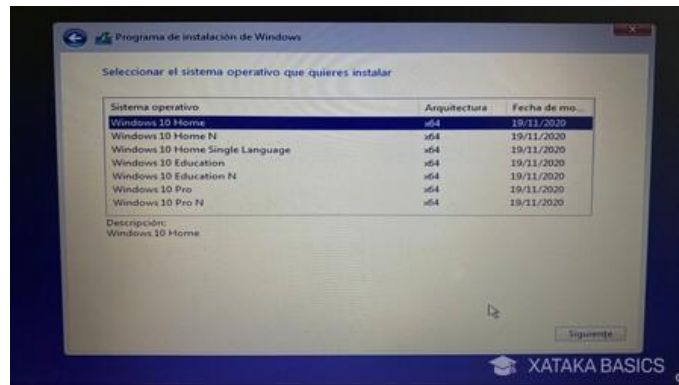 Programa de instalación de Windows
Seleccionar el sistema operativo que quieres instalar
Sistema operativo Arquitectura Fecha de mo...
Windows 10 Home x64 19/11/2020
Windows 10 Home N x64 19/11/2020
Windows 10 Home Single Language x64 19/11/2020
Windows 10 Education x64 19/11/2020
Windows 10 Education N x64 19/11/2020
Windows 10 Pro x64 19/11/2020
Windows 10 Pro N x64 19/11/2020
Descripción:
Windows 10 Home
Siguiente
XATAKA BASICS